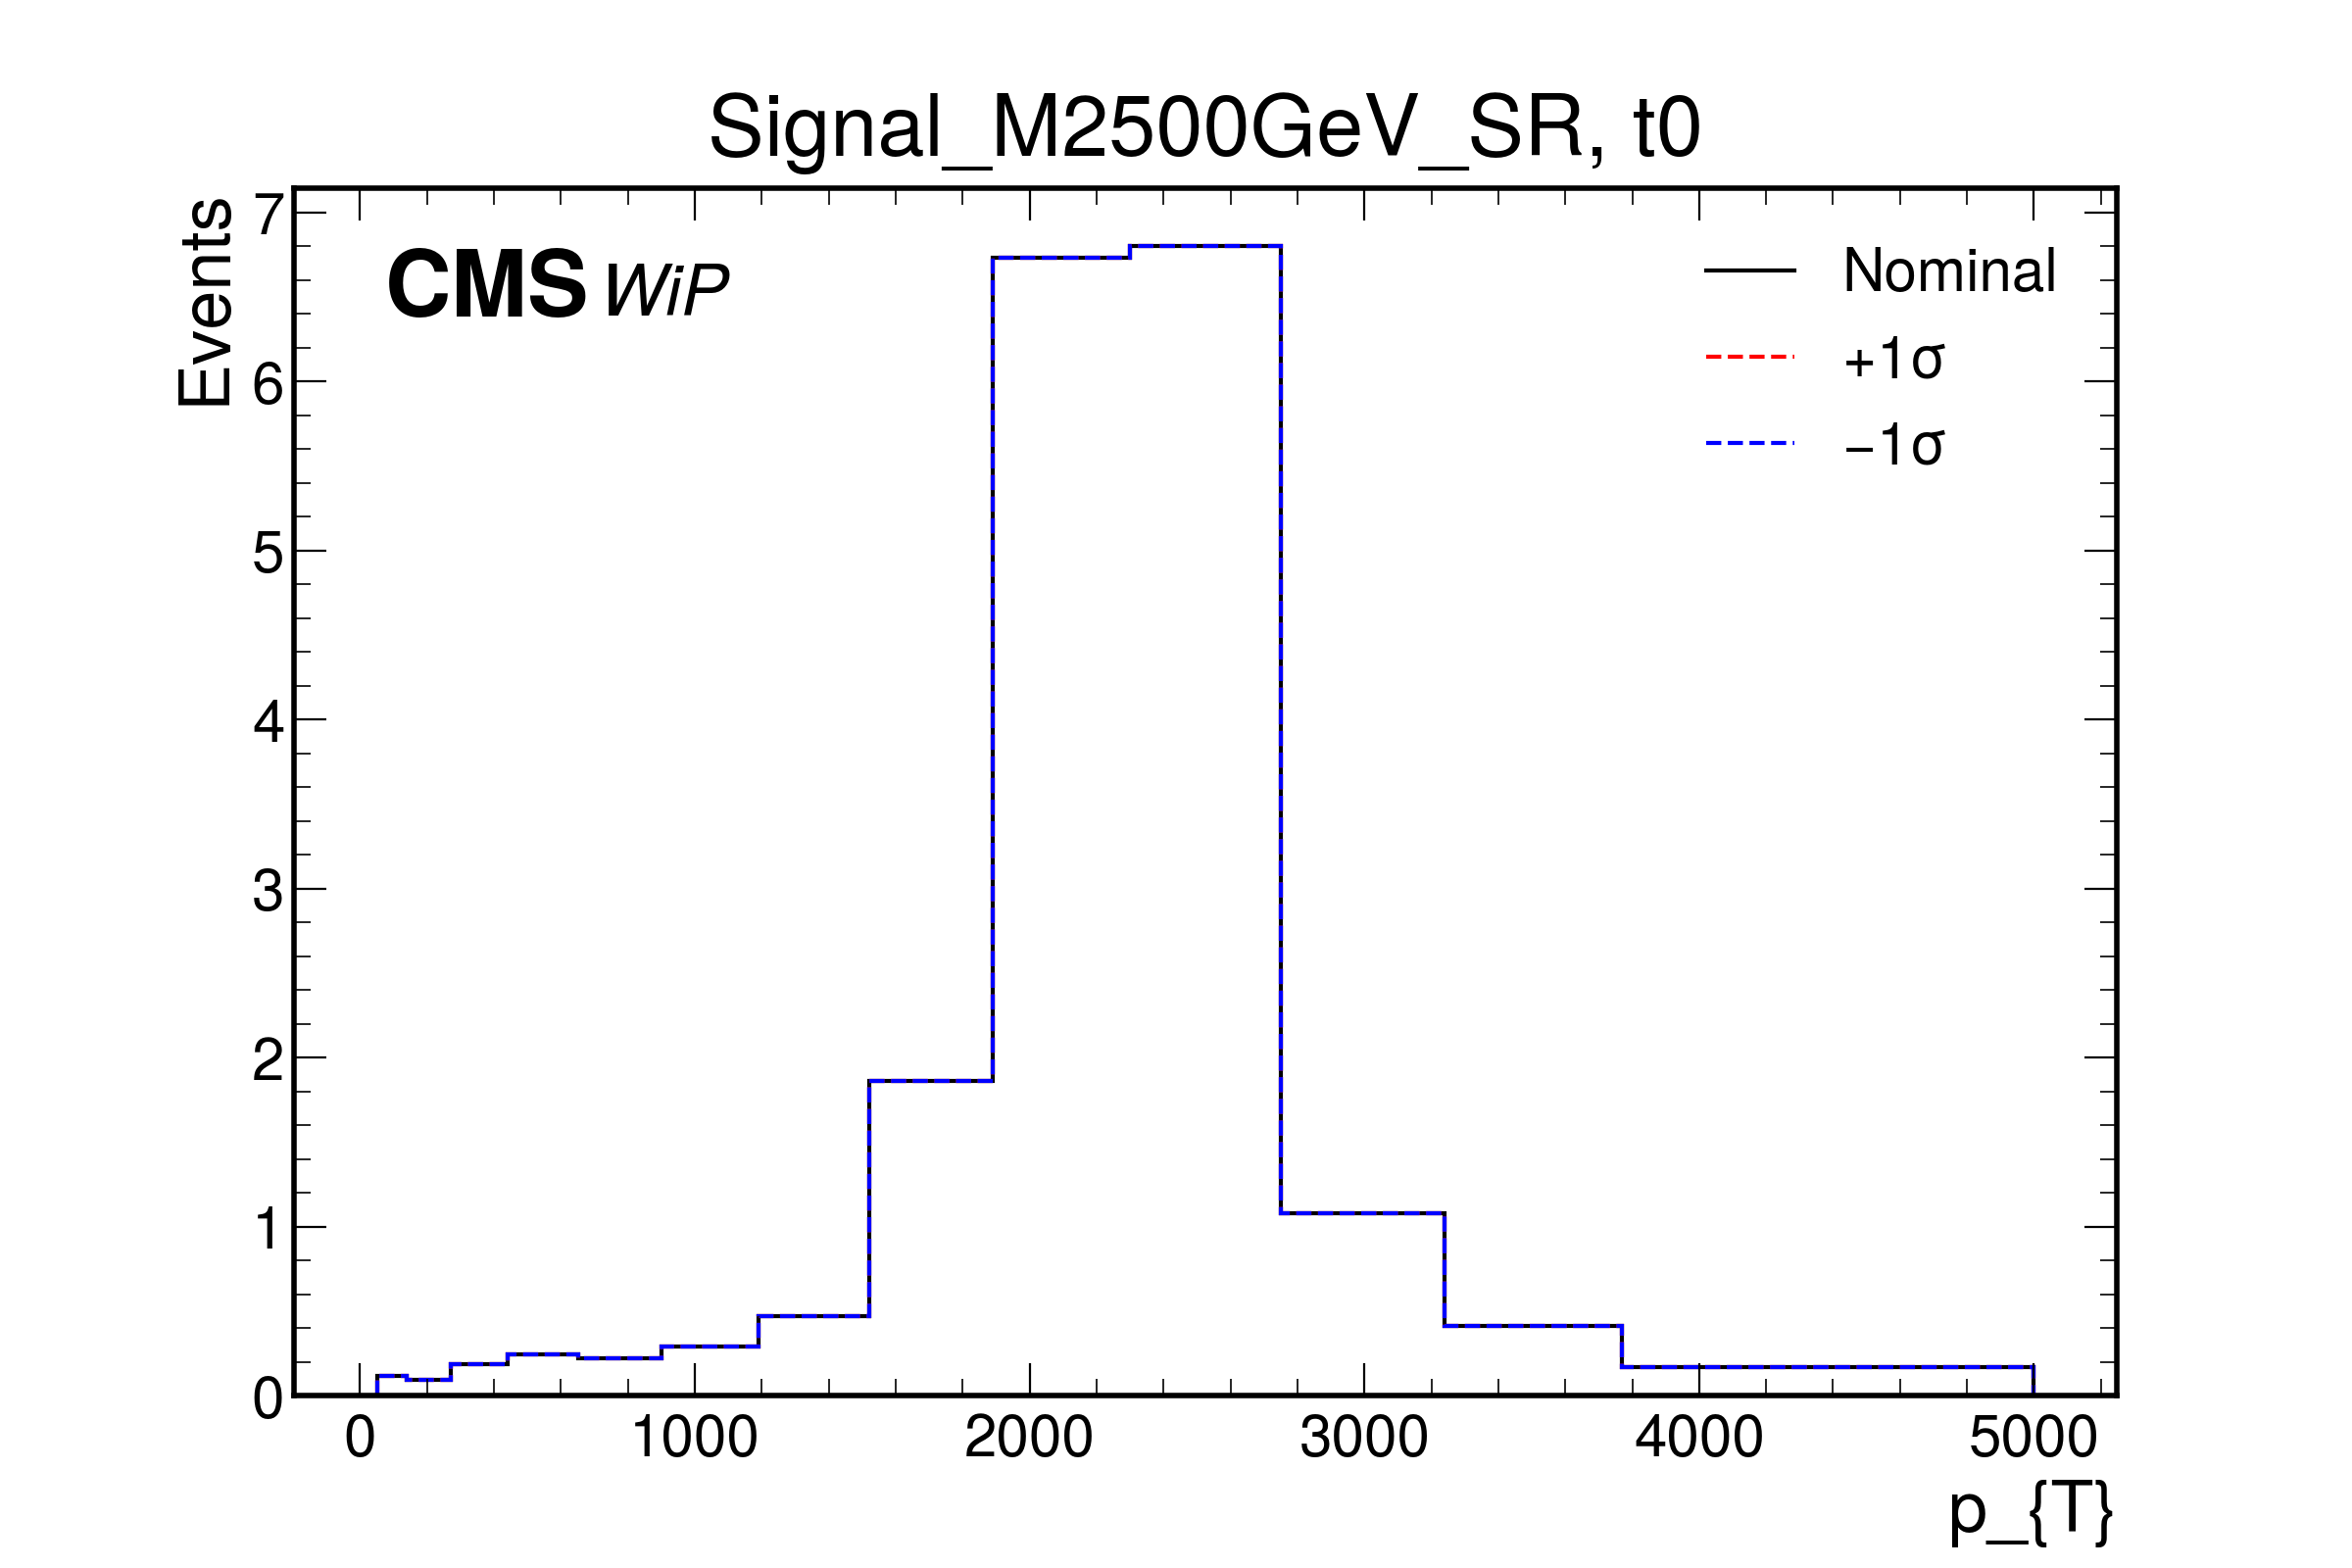 Signal_M2500GeV_SR, t0
Events
CMS WiP
Nominal
+1σ
−1σ
7
6
5
4
3
2
1
0
0 1000 2000 3000 4000 5000
p_{T}